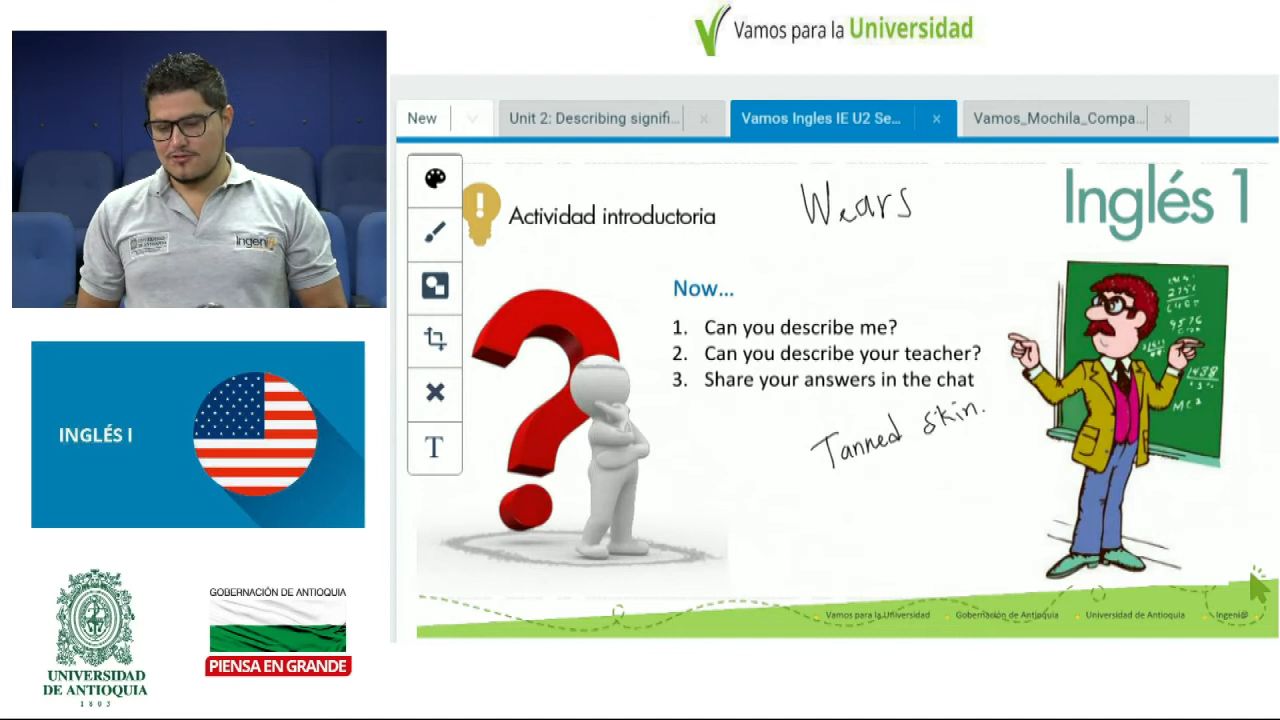 Vamos para la Universidad
New
Unit 2: Describing signifi...
Vamos Ingles IE U2 Se...
Vamos_Mochila_Compa...
Actividad introductoria
Wears
Inglés 1
Now...
1. Can you describe me?
2. Can you describe your teacher?
3. Share your answers in the chat
Tanned skin.
T
INGLÉS I
UNIVERSIDAD
DE ANTIOQUIA
1803
GOBERNACIÓN DE ANTIOQUIA
PIENSA EN GRANDE
Vamos para la Universidad
Gobernación de Antioquia
Universidad de Antioquia
Ingeni@